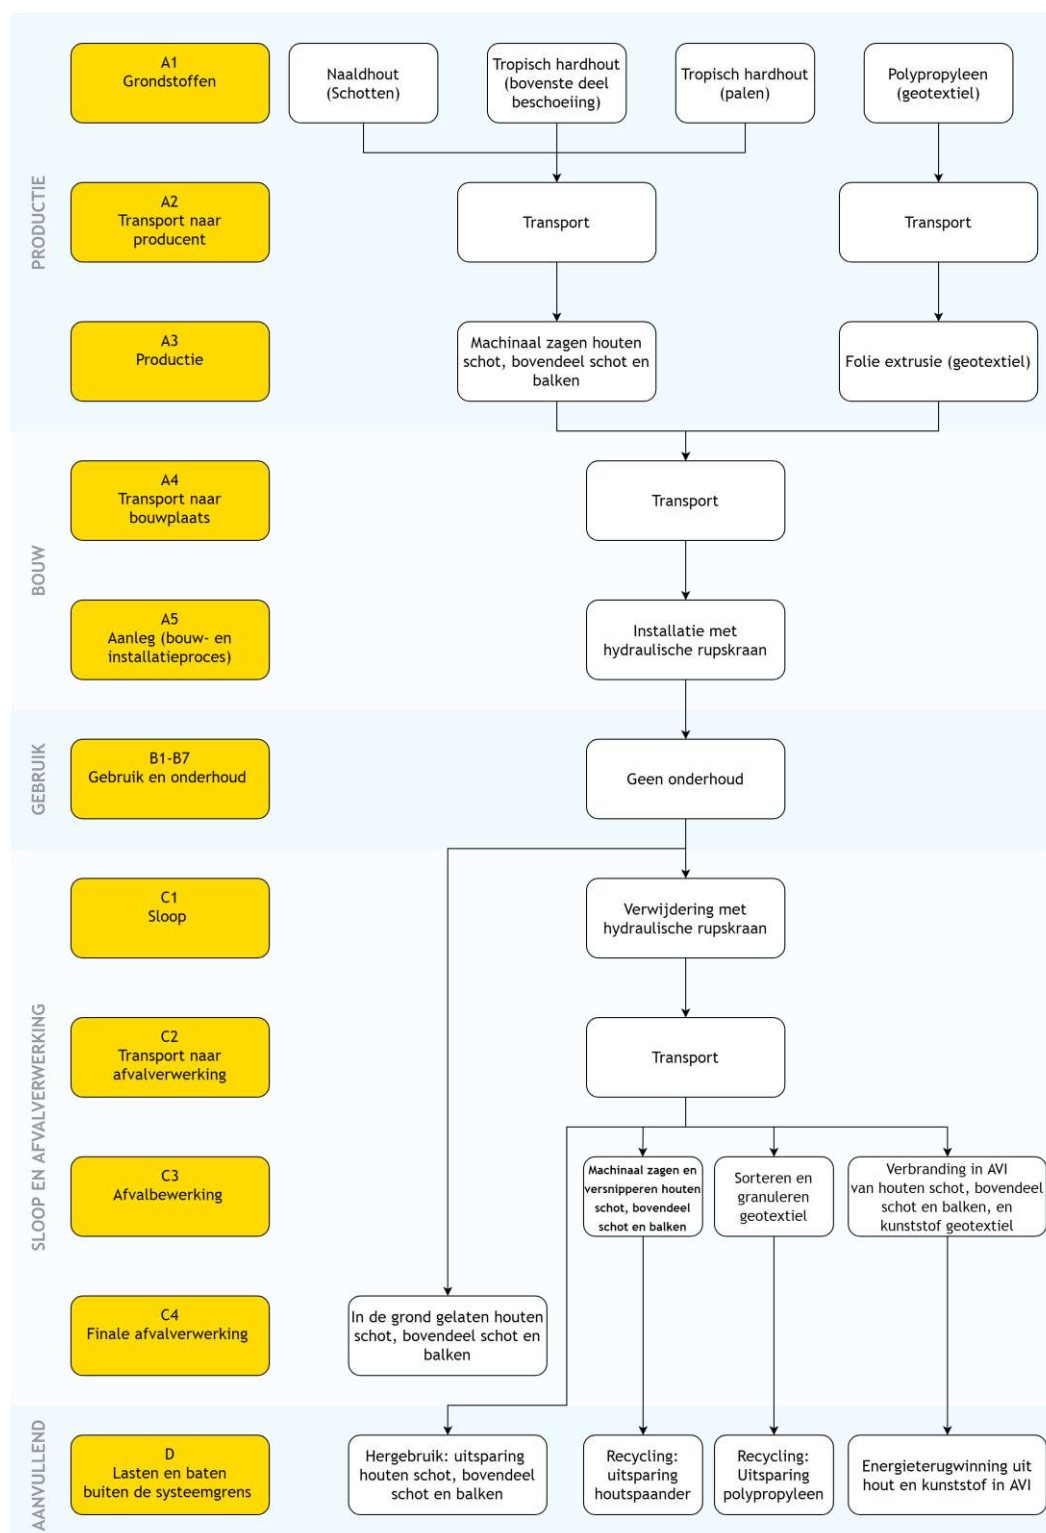 PRODUCTIE
A1
Grondstoffen
Naaldhout
(Schotten)
Tropisch hardhout
(bovenste deel
beschoeiing)
Tropisch hardhout
(palen)
Polypropyleen
(geotextiel)
A2
Transport naar
producent
Transport
Transport
A3
Productie
Machinaal zagen houten
schot, bovendeel schot en
balken
Folie extrusie (geotextiel)
BOUW
A4
Transport naar
bouwplaats
Transport
A5
Aanleg (bouw- en
installatieproces)
Installatie met
hydraulische rupskraan
GEBRUIK
B1-B7
Gebruik en onderhoud
Geen onderhoud
SLOOP EN AFVALVERWERKING
C1
Sloop
Verwijdering met
hydraulische rupskraan
C2
Transport naar
afvalverwerking
Transport
C3
Afvalbewerking
Machinaal zagen en
versnipperen houten
schot, bovendeel
schot en balken
Sorteren en
granuleren
geotextiel
Verbranding in AVI
van houten schot, bovendeel
schot en balken, en
kunststof geotextiel
C4
Finale afvalverwerking
In de grond gelaten houten
schot, bovendeel schot en
balken
AANVULLEND
D
Lasten en baten
buiten de systeemgrens
Hergebruik: uitsparing
houten schot, bovendeel
schot en balken
Recycling:
uitsparing
houtspaander
Recycling:
Uitsparing
polypropyleen
Energieterugwinning uit
hout en kunststof in AVI